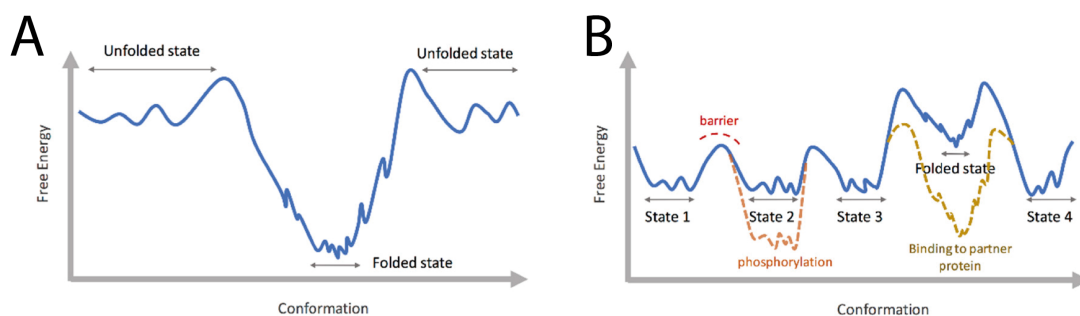 A
Unfolded state
Unfolded state
Free Energy
Folded state
Conformation
B
barrier
Free Energy
Folded state
State 1
State 2
State 3
State 4
phosphorylation
Binding to partner
protein
Conformation